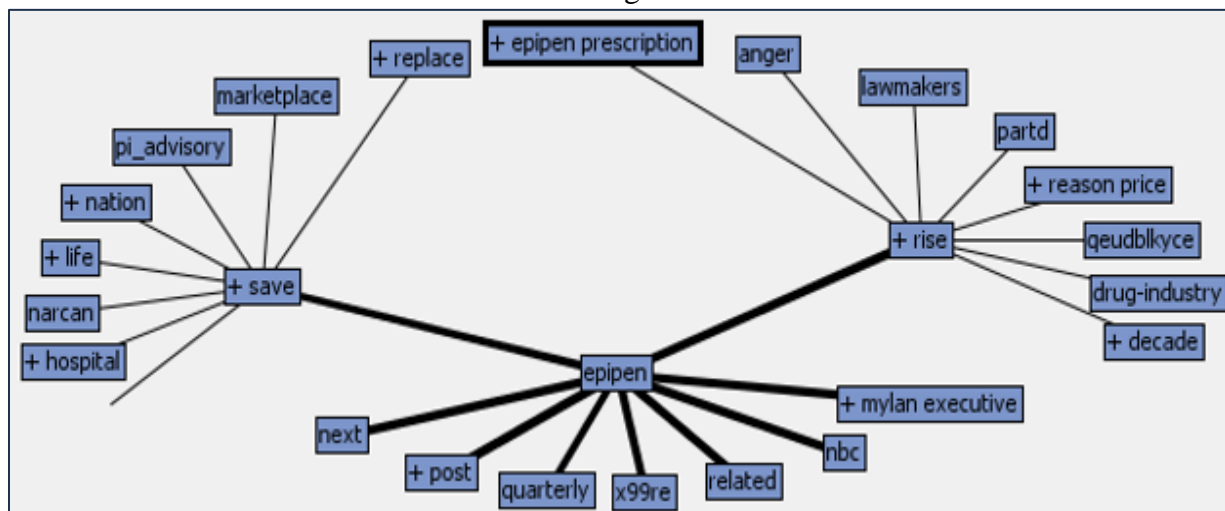 + epipen prescription
anger
+ replace
lawmakers
marketplace
partd
pi_advisory
+ reason price
+ nation
+ rise
qeudblkyce
+ life
+ save
drug-industry
narcan
+ decade
+ hospital
epipen
+ mylan executive
next
nbc
+ post
related
quarterly
x99re